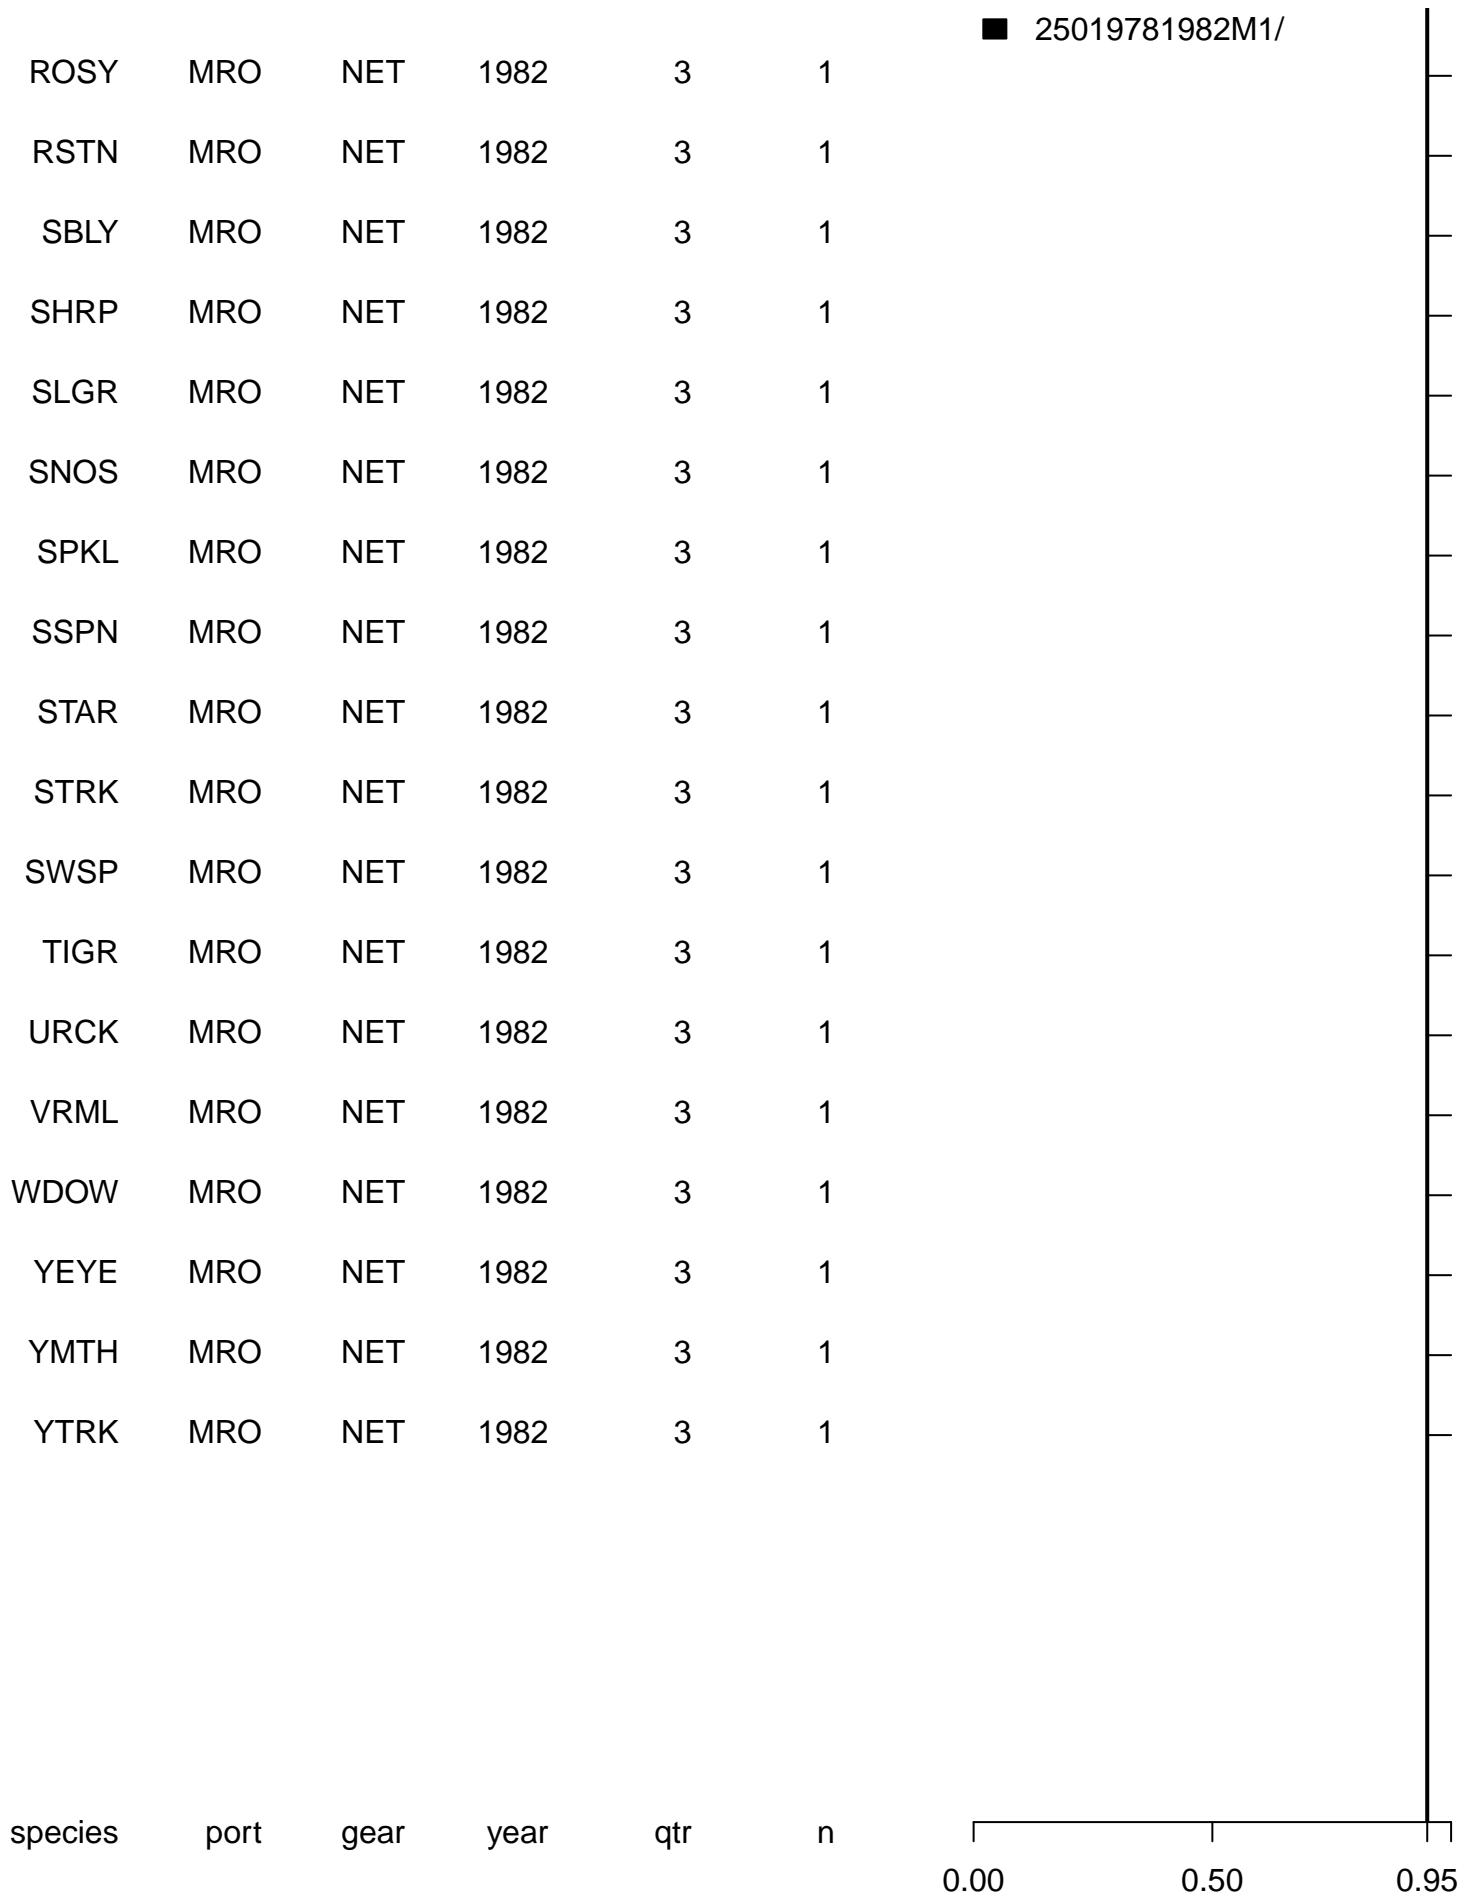 25019781982M1/
ROSY MRO NET 1982 3 1
RSTN MRO NET 1982 3 1
SBLY MRO NET 1982 3 1
SHRP MRO NET 1982 3 1
SLGR MRO NET 1982 3 1
SNOS MRO NET 1982 3 1
SPKL MRO NET 1982 3 1
SSPN MRO NET 1982 3 1
STAR MRO NET 1982 3 1
STRK MRO NET 1982 3 1
SWSP MRO NET 1982 3 1
TIGR MRO NET 1982 3 1
URCK MRO NET 1982 3 1
VRML MRO NET 1982 3 1
WDOW MRO NET 1982 3 1
YEYE MRO NET 1982 3 1
YMTH MRO NET 1982 3 1
YTRK MRO NET 1982 3 1
species port gear year qtr n
0.00 0.50 0.95